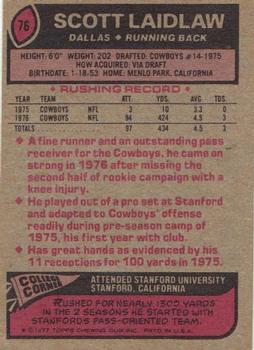 76
SCOTT LAIDLAW
DALLAS • RUNNING BACK
HEIGHT: 6'0" WEIGHT: 202 DRAFTED: COWBOYS #14-1975
HOW ACQUIRED: VIA DRAFT
BIRTHDATE: 1-18-53 HOME: MENLO PARK, CALIFORNIA
RUSHING RECORD
YEAR TEAM ATT. YDS. AVG. TDS
1975 COWBOYS NFL 3 10 3.3 0
1976 COWBOYS NFL 94 424 4.5 3
TOTALS 97 434 4.5 3
A fine runner and an outstanding pass
receiver for the Cowboys, he came on
strong in 1976 after missing the second
half of rookie campaign with a
knee injury.
He played out of a pro set at Stanford
and adapted to Cowboys' offense
readily during pre-season camp of
1975, his first year with club.
Has great hands as evidenced by his
11 receptions for 100 yards in 1975.
COLLEGE CORNER
ATTENDED STANFORD UNIVERSITY
STANFORD, CALIFORNIA
RUSHED FOR NEARLY 1300 YARDS
IN THE 2 SEASONS HE STARTED WITH
STANFORD'S PASS-ORIENTED TEAM.
© 1977 TOPPS CHEWING GUM, INC. PRTD. IN U.S.A.